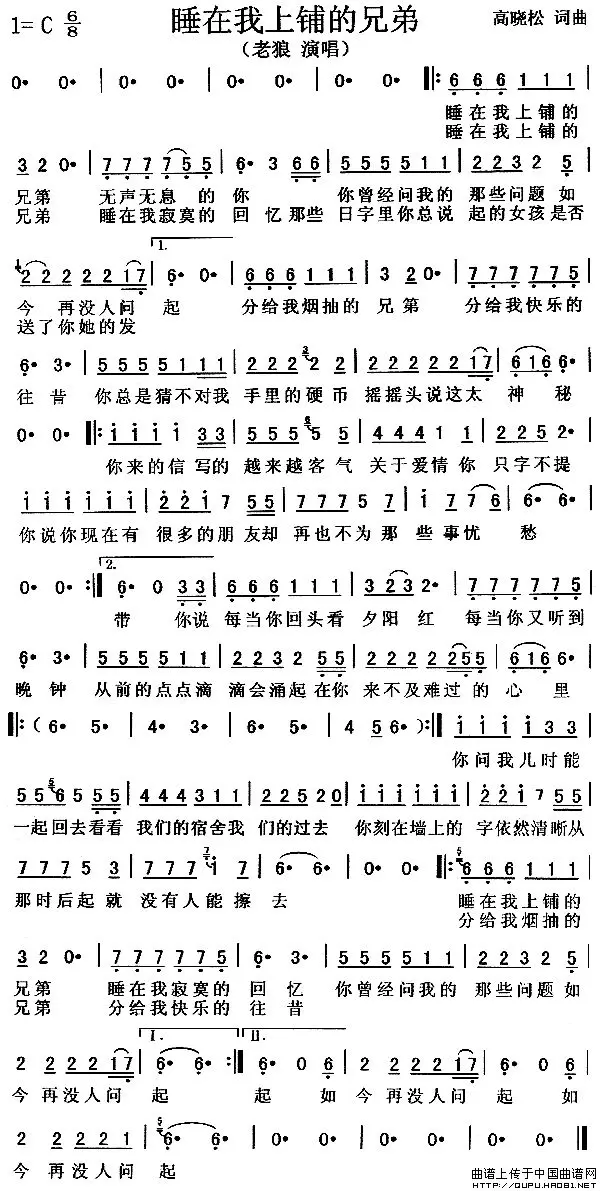 1=C 6/8 睡在我上铺的兄弟 高晓松 词曲
（老狼 演唱）
0· 0· | 0· 0· | 0· 0· | 0· 0· |: 6 6 6 1 1 1 |
睡在我上铺的
睡在我上铺的
3 2 0· | 7 7 7 7 5 5 | 6· 3 6 6 | 5 5 5 5 1 1 | 2 2 2 3 2 5 |
兄第 无声无息 的 你 你曾经问我的 那些问题 如
兄弟 睡在我寂寞的 回 忆那些 日字里你总说 起的女孩是否
1.
2 2 2 2 2 1 7 | 6· 0· | 6 6 6 1 1 1 | 3 2 0· | 7 7 7 7 7 5 |
今 再没人问 起 分给我烟抽的 兄 第 分给我快乐的
送了你她的发
6· 3· | 5 5 5 5 5 1 1 | 2 2 2 2 2 | 2 2 2 2 2 1 7 | 6 1 6 6· |
往 昔 你总是猜不对我 手里的硬 币 摇摇头说这太 神 秘
0· 0· |: 1 1 1 1 3 3 | 5 5 5 5 5 | 4 4 4 1 1 | 2 2 5 2· |
你来的信 写的 越来越客 气 关于爱情 你 只字不提
1 1 1 1 1 1 | 2 2 1 7 5 5 | 7 7 7 5 5 | 1 7 7 6 | 6· 6· |
你说你现在有 很多的朋友却 再也不为 那 些事忧 愁
2.
0· 0· :| 6· 0 3 3 | 6 6 6 1 1 1 | 3 2 3 2· | 7 7 7 7 7 5 |
带 你说 每当你回头看 夕阳 红 每当你又听到
6· 3· | 5 5 5 5 1 1 | 2 2 3 2 5 5 | 2 2 2 2 2 5 5 | 6 1 6 6· |
晚 钟 从前的点点滴 滴会涌起在你 来不及难过的 心 里
|: （ 6· 5· | 4· 3· | 6· 5· | 4 5 6· ）:| 1 1 1 1 3 3 |
你问我几时能
5 5 6 5 5 5 | 4 4 4 3 1 1 | 2 2 2 5 2 0 | 1 1 1 1 1 1 | 2 2 1 7 5 5 |
一起回去看看 我们的宿舍我 们的过去 你刻在墙上的 字依然清晰从
7 7 7 5 3 | 7 7 7 1 7 | 6· 6· | 0· 0· |: 6 6 6 1 1 1 |
那时后起就 没有人能擦 去 睡在我上铺的
分给我烟抽的
3 2 0· | 7 7 7 7 7 5 | 6· 3· | 5 5 5 5 1 1 | 2 2 3 2 5 |
兄第 睡在我寂寞的 回 忆 你曾经问我的 那些问题如
兄第 分给我快乐的 往 昔
I. II.
2 2 2 2 1 7 | 6· 6· :| 6· 0 6 | 2 2 2 2 1 7 | 6· 0 5 |
今 再没人问 起 起 如 今 再没人问 起 如
2 2 2 2 1 | 6· 6· | 0· 0· ||
今 再没人问 起
曲谱上传于中国曲谱网
HTTP://QUPU.HAO81.NET